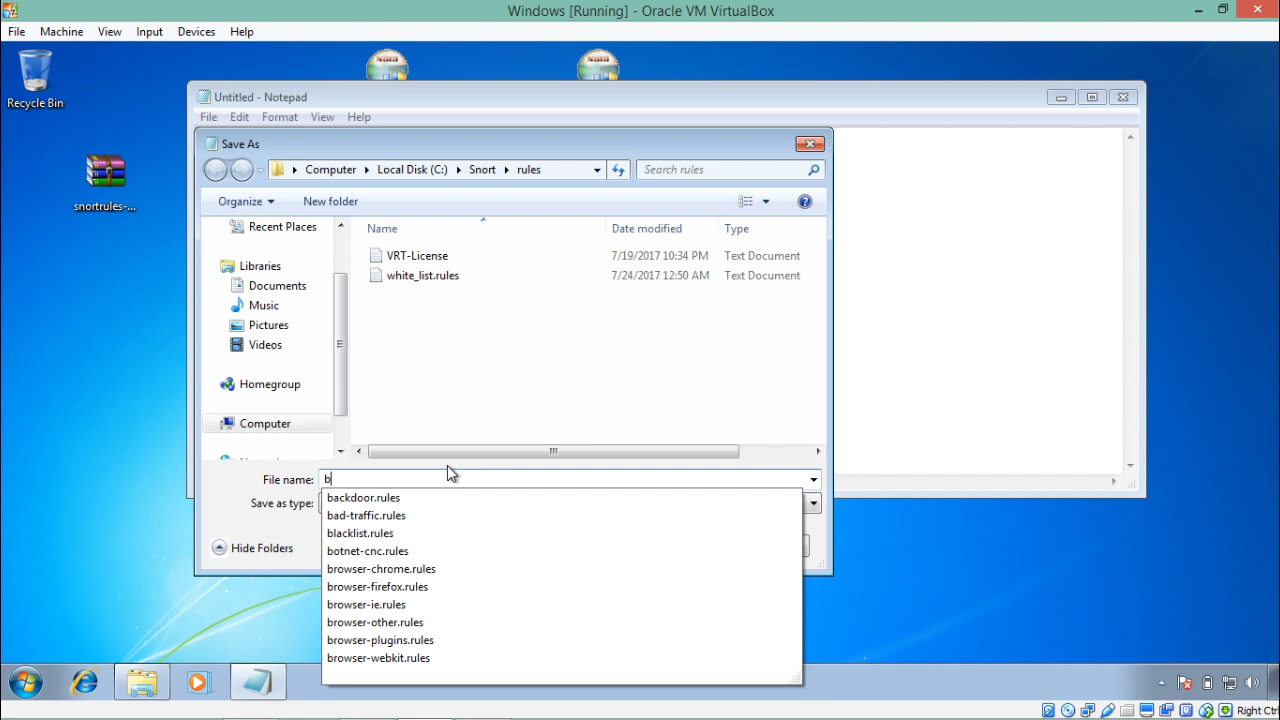 Windows [Running] - Oracle VM VirtualBox
File Machine View Input Devices Help
Recycle Bin
snortrules-...
NSIS
NSIS
Untitled - Notepad
File Edit Format View Help
Save As
Computer Local Disk (C:) Snort rules
Search rules
Organize New folder
Recent Places
Libraries
Documents
Music
Pictures
Videos
Homegroup
Computer
Name Date modified Type
VRT-License 7/19/2017 10:34 PM Text Document
white_list.rules 7/24/2017 12:50 AM Text Document
File name: b
Save as type:
Hide Folders
backdoor.rules
bad-traffic.rules
blacklist.rules
botnet-cnc.rules
browser-chrome.rules
browser-firefox.rules
browser-ie.rules
browser-other.rules
browser-plugins.rules
browser-webkit.rules
Right Ctrl